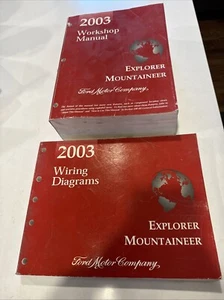 2003
Workshop
Manual
EXPLORER
MOUNTAINEER
Ford Motor Company
2003
Wiring
Diagrams
EXPLORER
MOUNTAINEER
Ford Motor Company